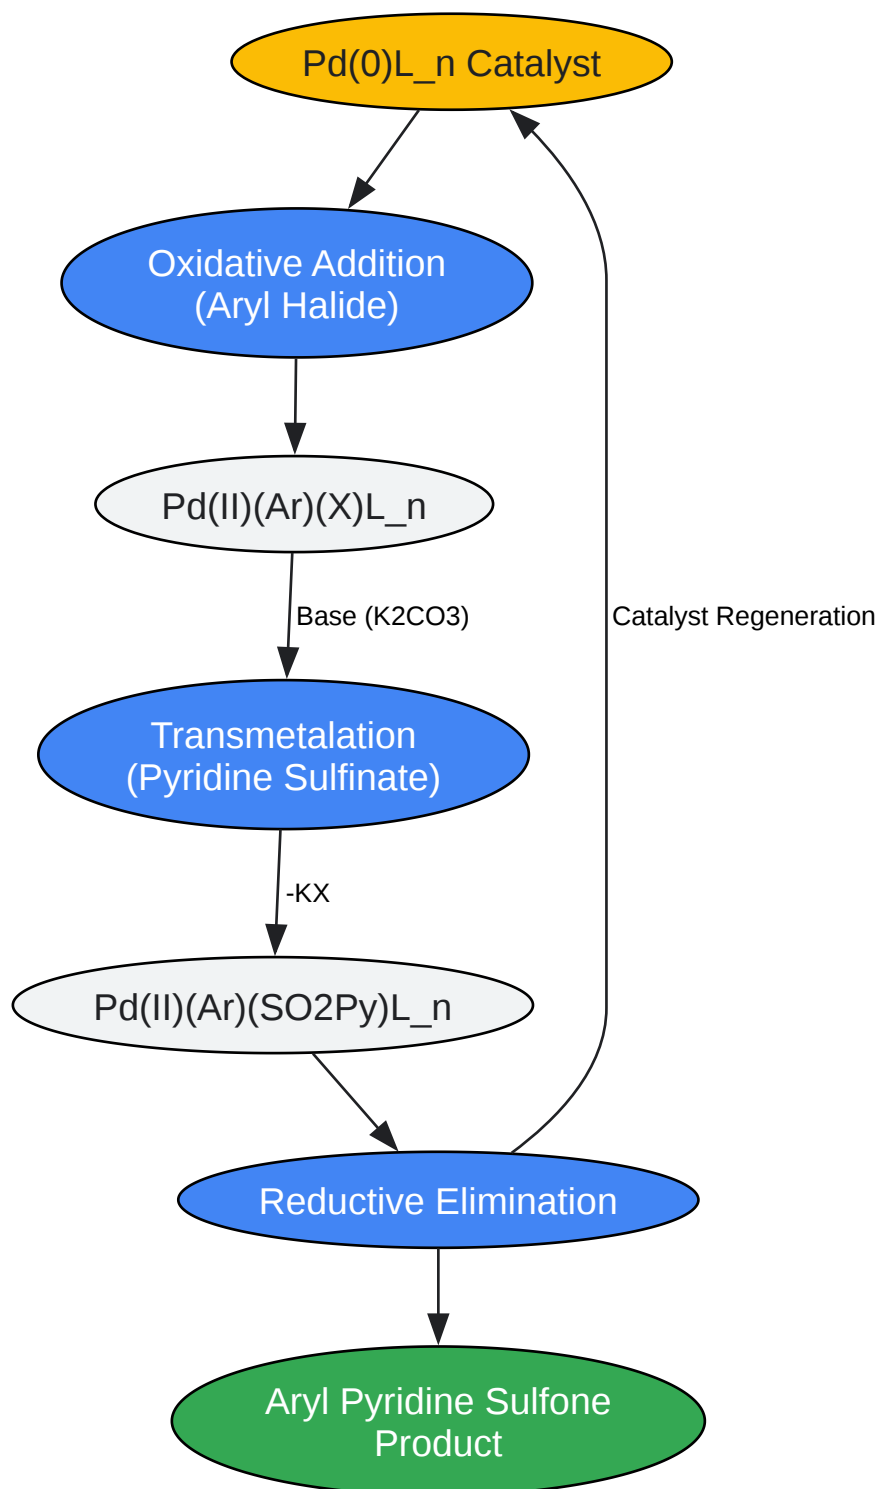 Pd(0)L_n Catalyst
Oxidative Addition
(Aryl Halide)
Pd(II)(Ar)(X)L_n
Base (K2CO3)
Catalyst Regeneration
Transmetalation
(Pyridine Sulfinate)
-KX
Pd(II)(Ar)(SO2Py)L_n
Reductive Elimination
Aryl Pyridine Sulfone
Product